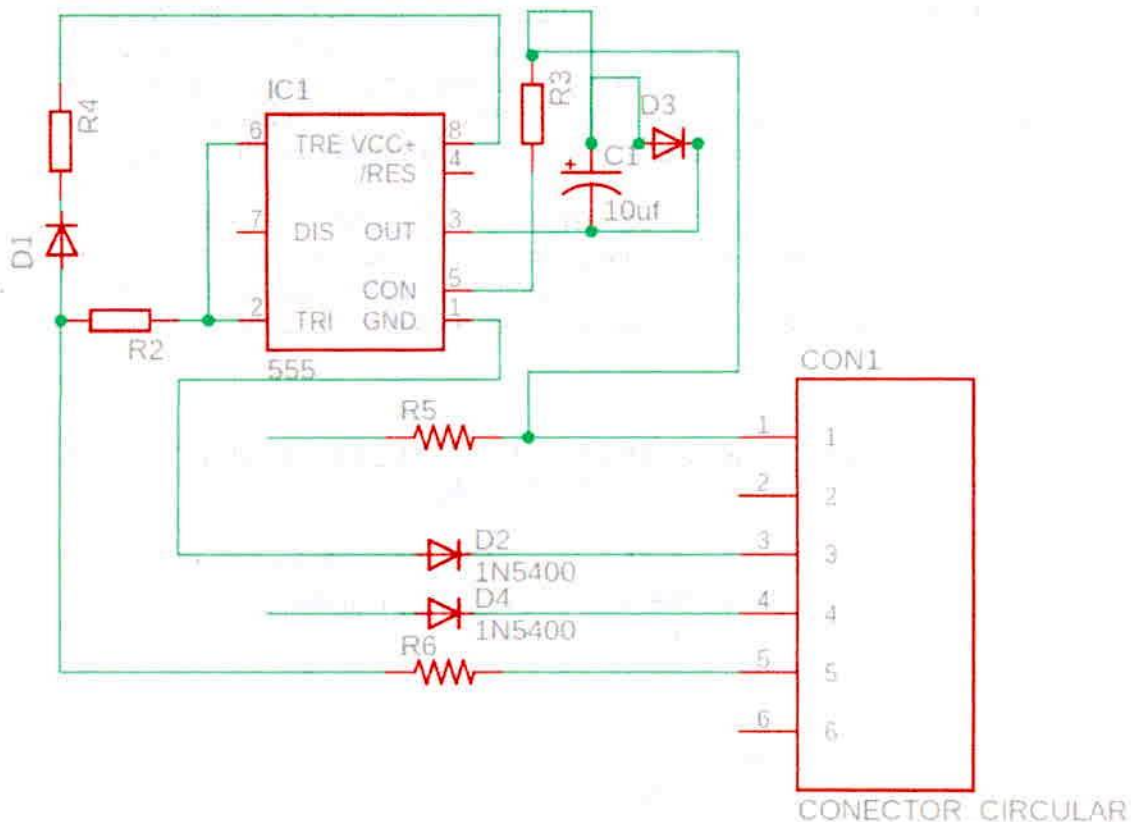 IC1
R4
6
TRE
VCC+
8
/RES
4
7
DIS
OUT
3
CON
5
2
TRI
GND
1
555
D1
R2
R3
D3
C1
+
10uf
R5
D2
1N5400
D4
1N5400
R6
CON1
1
1
2
2
3
3
4
4
5
5
6
6
CONECTOR CIRCULAR